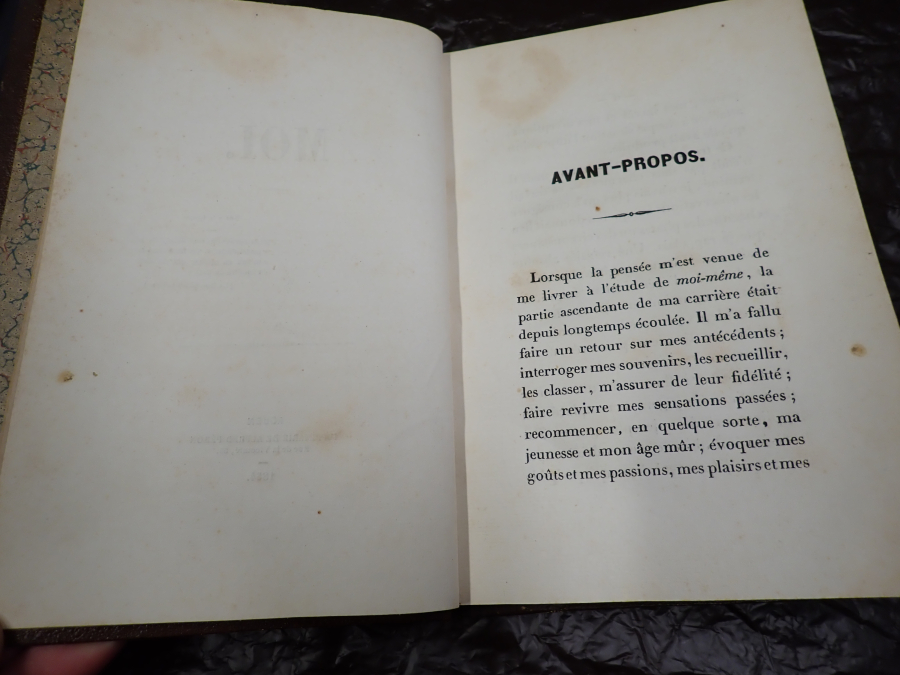 MOI.
AVANT-PROPOS.
Lorsque la pensée m'est venue de
me livrer à l'étude de moi-même, la
partie ascendante de ma carrière était
depuis longtemps écoulée. Il m'a fallu
faire un retour sur mes antécédents ;
interroger mes souvenirs, les recueillir,
les classer, m'assurer de leur fidélité ;
faire revivre mes sensations passées ;
recommencer, en quelque sorte, ma
jeunesse et mon âge mûr ; évoquer mes
goûts et mes passions, mes plaisirs et mes